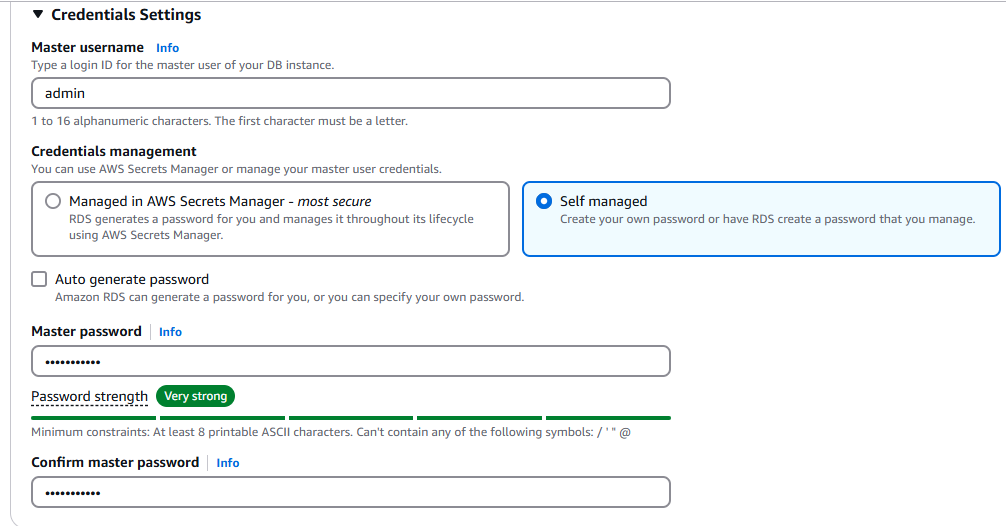 Credentials Settings
Master username Info
Type a login ID for the master user of your DB instance.
admin
1 to 16 alphanumeric characters. The first character must be a letter.
Credentials management
You can use AWS Secrets Manager or manage your master user credentials.
Managed in AWS Secrets Manager - most secure
RDS generates a password for you and manages it throughout its lifecycle
using AWS Secrets Manager.
Self managed
Create your own password or have RDS create a password that you manage.
Auto generate password
Amazon RDS can generate a password for you, or you can specify your own password.
Master password Info
•••••••••••
Password strength Very strong
Minimum constraints: At least 8 printable ASCII characters. Can't contain any of the following symbols: / ' " @
Confirm master password Info
•••••••••••